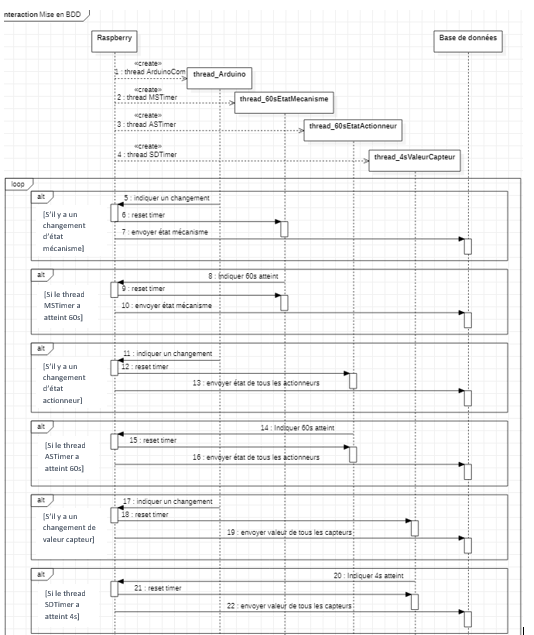 nteraction Mise en BDD
Raspberry
Base de données
«create»
1 : thread ArduinoCom
thread_Arduino
«create»
2 : thread MSTimer
thread_60sEtatMecanisme
«create»
3 : thread ASTimer
thread_60sEtatActionneur
«create»
4 : thread SDTimer
thread_4sValeurCapteur
loop
alt
5 : indiquer un changement
[S'il y a un
changement
d'état
mécanisme]
6 : reset timer
7 : envoyer état mécanisme
alt
8 : Indiquer 60s atteint
[Si le thread
MSTimer a
atteint 60s]
9 : reset timer
10 : envoyer état mécanisme
alt
11 : indiquer un changement
[S'il y a un
changement
d'état
actionneur]
12 : reset timer
13 : envoyer état de tous les actionneurs
alt
14 : Indiquer 60s atteint
[Si le thread
ASTimer a
atteint 60s]
15 : reset timer
16 : envoyer état de tous les actionneurs
alt
17 : indiquer un changement
[S'il y a un
changement de
valeur capteur]
18 : reset timer
19 : envoyer valeur de tous les capteurs
alt
20 : Indiquer 4s atteint
[Si le thread
SDTimer a
atteint 4s]
21 : reset timer
22 : envoyer valeur de tous les capteurs